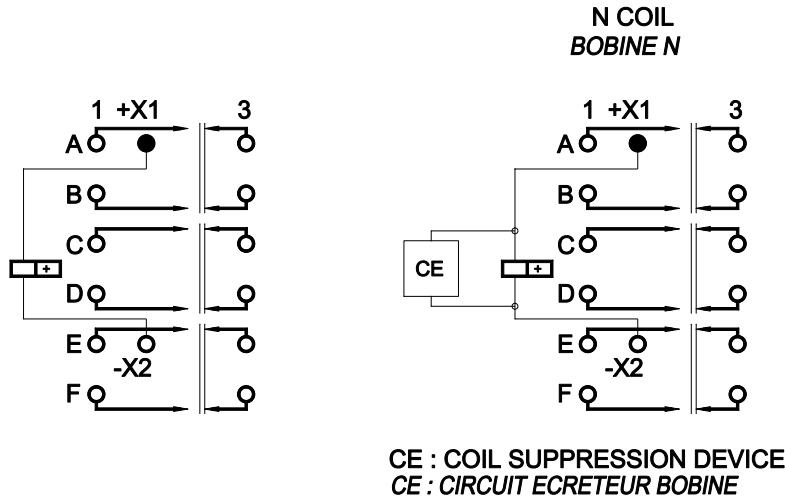 N COIL
BOBINE N
1 +X1 3
A
B
C
+
D
E
-X2
F
1 +X1 3
A
B
C
CE
+
D
E
-X2
F
CE : COIL SUPPRESSION DEVICE
CE : CIRCUIT ECRETEUR BOBINE